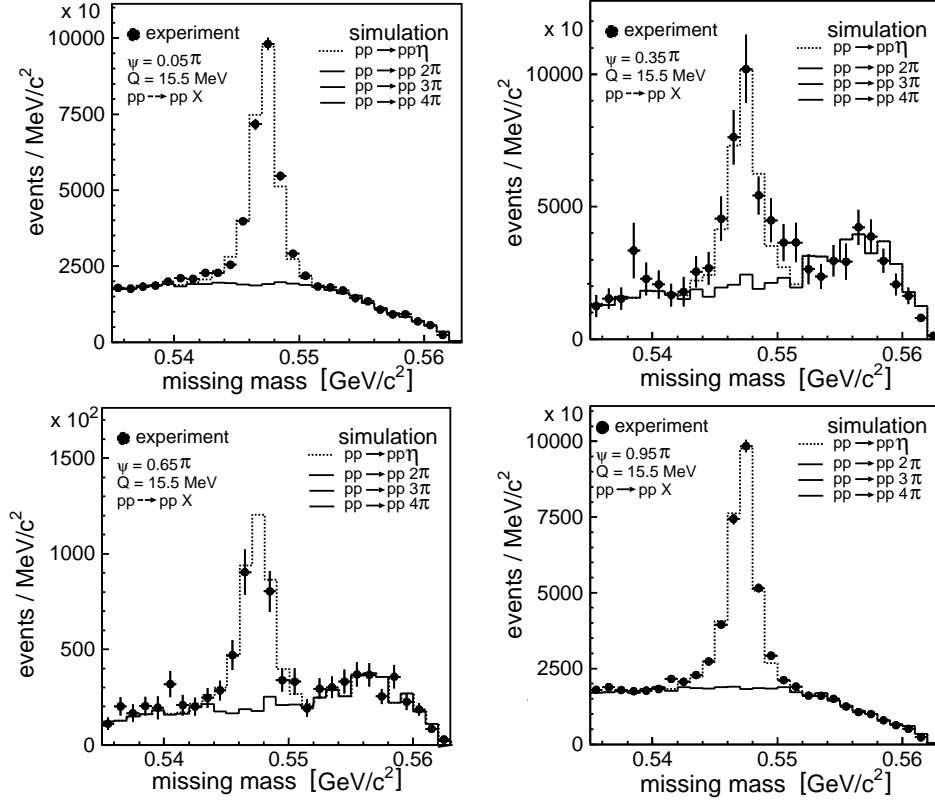 x 10
events / MeV/c²
10000
7500
5000
2500
0
experiment
ψ = 0.05π
Q = 15.5 MeV
pp → pp X
simulation
pp → pp η
pp → pp 2π
pp → pp 3π
pp → pp 4π
0.54 0.55 0.56
missing mass [GeV/c²]
x 10
events / MeV/c²
10000
5000
0
experiment
ψ = 0.35π
Q = 15.5 MeV
pp → pp X
simulation
pp → pp η
pp → pp 2π
pp → pp 3π
pp → pp 4π
0.54 0.55 0.56
missing mass [GeV/c²]
x 10²
events / MeV/c²
1500
1000
500
0
experiment
ψ = 0.65π
Q = 15.5 MeV
pp → pp X
simulation
pp → pp η
pp → pp 2π
pp → pp 3π
pp → pp 4π
0.54 0.55 0.56
missing mass [GeV/c²]
x 10
events / MeV/c²
10000
7500
5000
2500
0
experiment
ψ = 0.95π
Q = 15.5 MeV
pp → pp X
simulation
pp → pp η
pp → pp 2π
pp → pp 3π
pp → pp 4π
0.54 0.55 0.56
missing mass [GeV/c²]